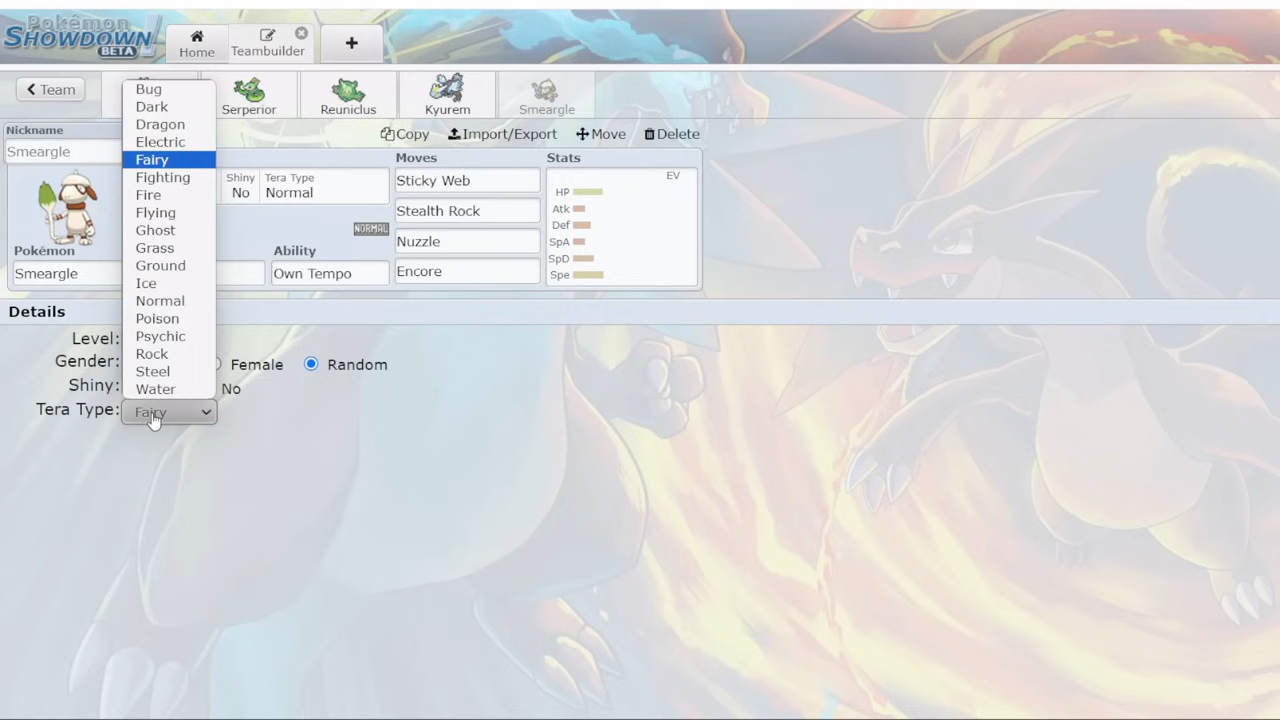 Pokémon
SHOWDOWN!
BETA
Home
Teambuilder
Team
Serperior
Reuniclus
Kyurem
Smeargle
Nickname
Smeargle
Copy
Import/Export
Move
Delete
Shiny
No
Tera Type
Normal
NORMAL
Pokémon
Smeargle
Ability
Own Tempo
Moves
Sticky Web
Stealth Rock
Nuzzle
Encore
Stats
EV
HP
Atk
Def
SpA
SpD
Spe
Details
Level:
Gender:
Female
Random
Shiny:
No
Tera Type:
Fairy
Bug
Dark
Dragon
Electric
Fairy
Fighting
Fire
Flying
Ghost
Grass
Ground
Ice
Normal
Poison
Psychic
Rock
Steel
Water